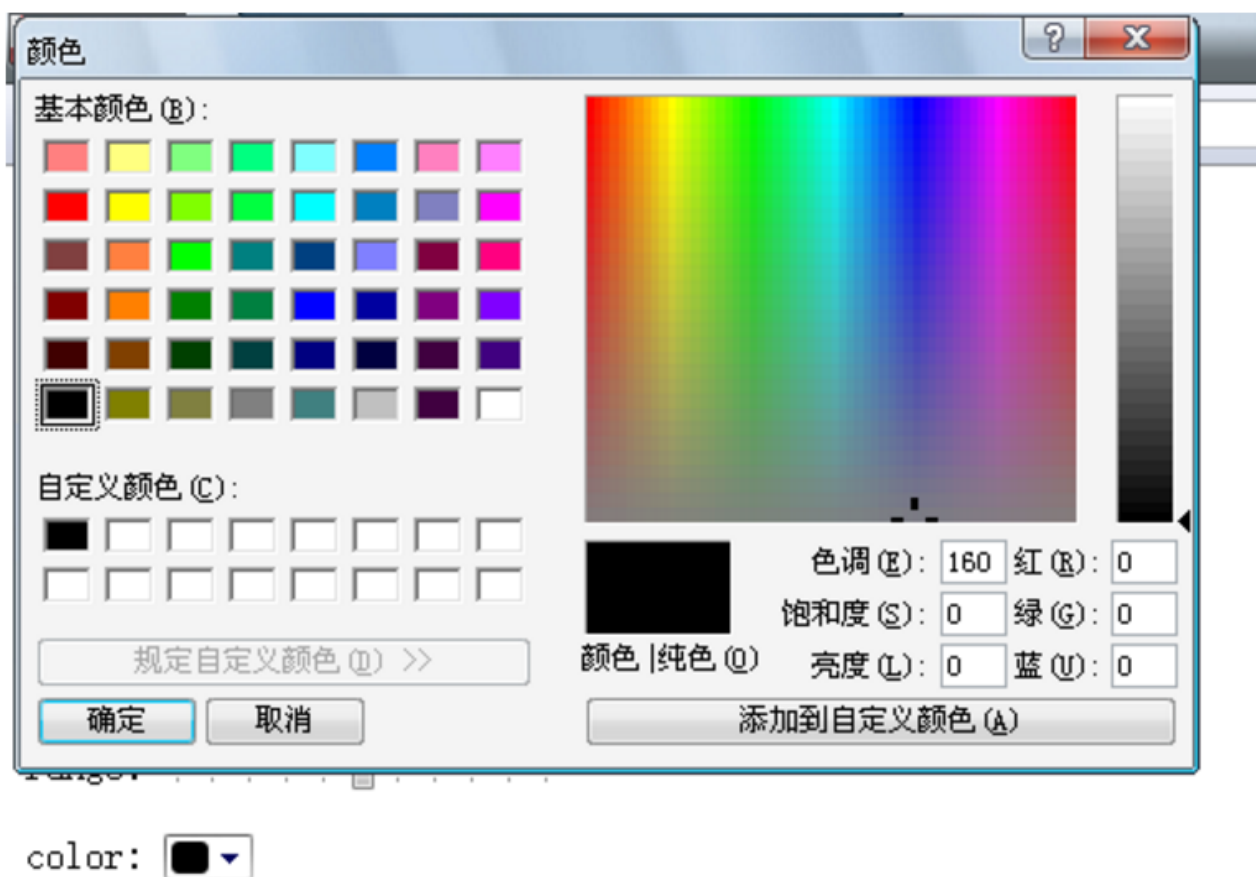 颜色
基本颜色(B):
自定义颜色(C):
规定自定义颜色(D) >>
确定 取消
颜色|纯色(O)
色调(E): 160 红(R): 0
饱和度(S): 0 绿(G): 0
亮度(L): 0 蓝(U): 0
添加到自定义颜色(A)
range:
color: